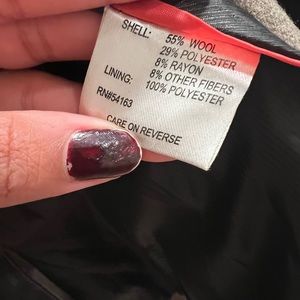 SHELL: 55% WOOL
29% POLYESTER
8% RAYON
8% OTHER FIBERS
LINING: 100% POLYESTER
RN#54163
CARE ON REVERSE